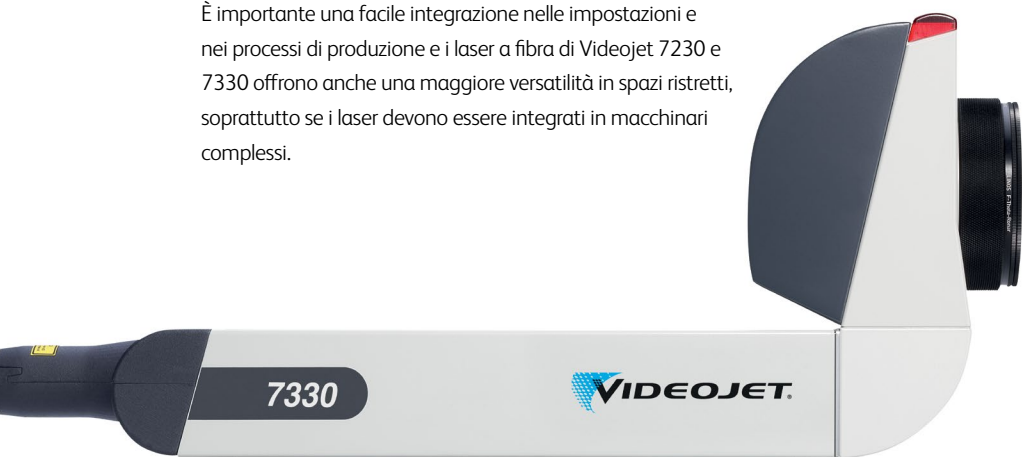 È importante una facile integrazione nelle impostazioni e
nei processi di produzione e i laser a fibra di Videojet 7230 e
7330 offrono anche una maggiore versatilità in spazi ristretti,
soprattutto se i laser devono essere integrati in macchinari
complessi.
7330
VIDEOJET.